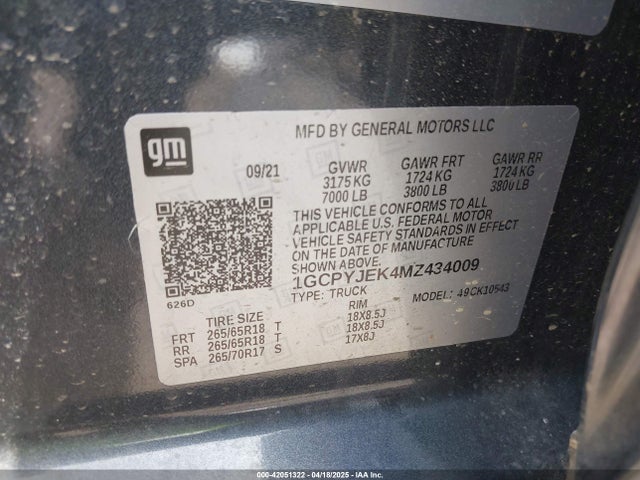 gm
MFD BY GENERAL MOTORS LLC
09/21 GVWR GAWR FRT GAWR RR
3175 KG 1724 KG 1724 KG
7000 LB 3800 LB 3800 LB
THIS VEHICLE CONFORMS TO ALL
APPLICABLE U.S. FEDERAL MOTOR
VEHICLE SAFETY STANDARDS IN EFFECT
ON THE DATE OF MANUFACTURE
SHOWN ABOVE.
1GCPYJEK4MZ434009
626D
TYPE: TRUCK MODEL: 49CK10543
TIRE SIZE RIM
FRT 265/65R18 T 18X8.5J
RR 265/65R18 T 18X8.5J
SPA 265/70R17 S 17X8J
000-42051322 - 04/18/2025 - IAA Inc.